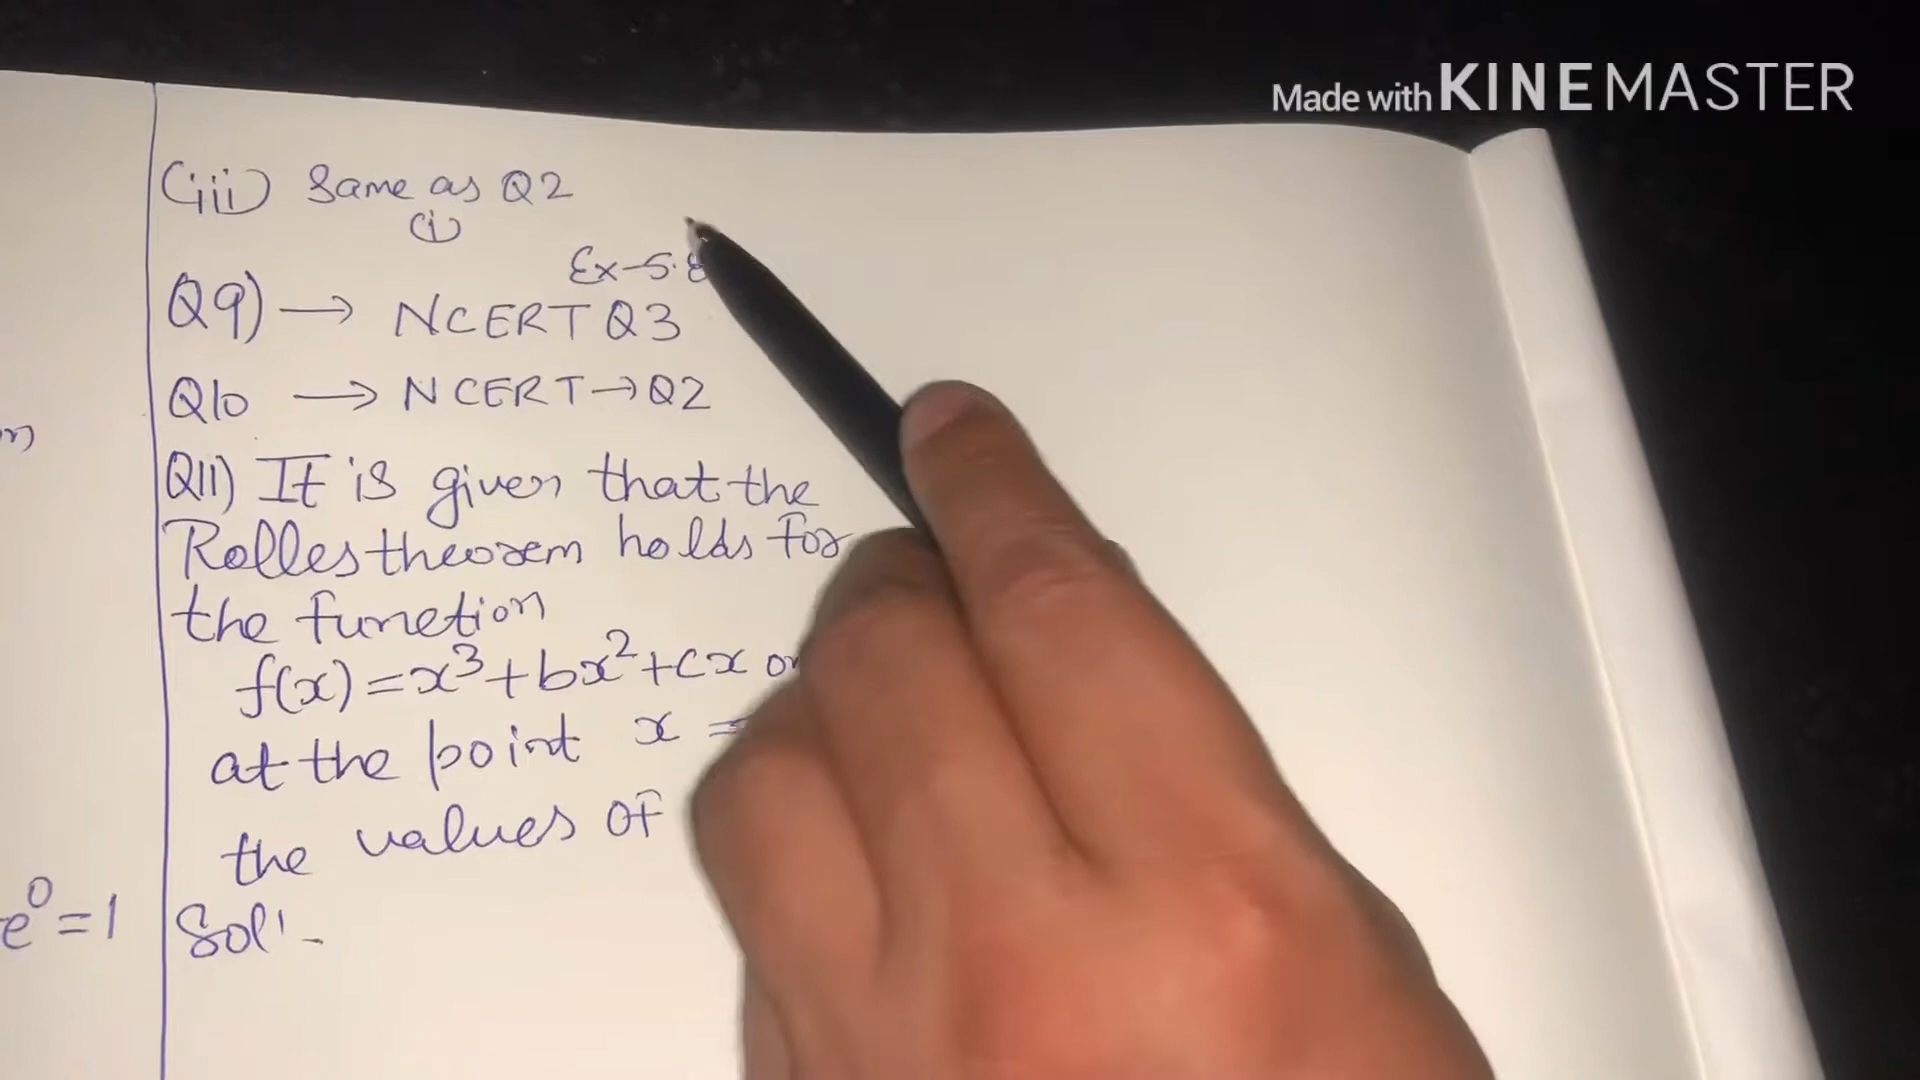 Made with KINEMASTER
(iii) Same as Q2
(i)
Ex-5.8
Q9) → NCERT Q3
Q10 → NCERT → Q2
Q11) It is given that the
Rolles theorem holds for
the function
f(x) = x³ + bx² + cx
at the point x =
the values of
e⁰ = 1
Sol'-